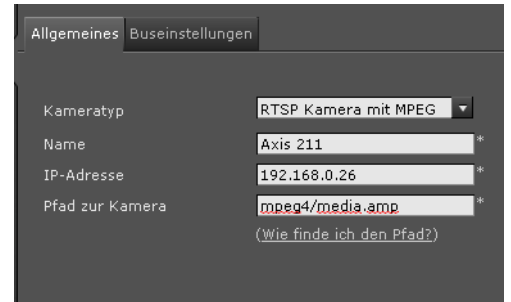 Allgemeines Buseinstellungen
Kameratyp RTSP Kamera mit MPEG
Name Axis 211 *
IP-Adresse 192.168.0.26 *
Pfad zur Kamera mpeg4/media.amp *
(Wie finde ich den Pfad?)